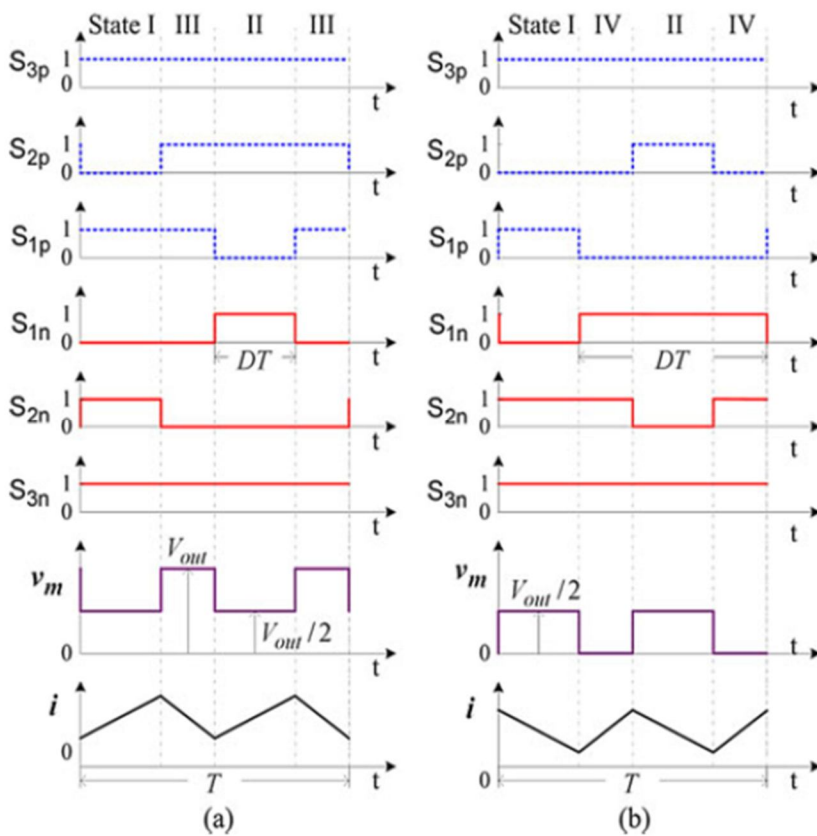 State I III II III
S3p 1 0 t
S2p 1 0 t
S1p 1 0 t
S1n 1 0 DT t
S2n 1 0 t
S3n 1 0 t
vm Vout Vout/2 0 t
i 0 t
T
(a)
State I IV II IV
S3p 1 0 t
S2p 1 0 t
S1p 1 0 t
S1n 1 0 DT t
S2n 1 0 t
S3n 1 0 t
vm Vout/2 0 t
i 0 t
T
(b)